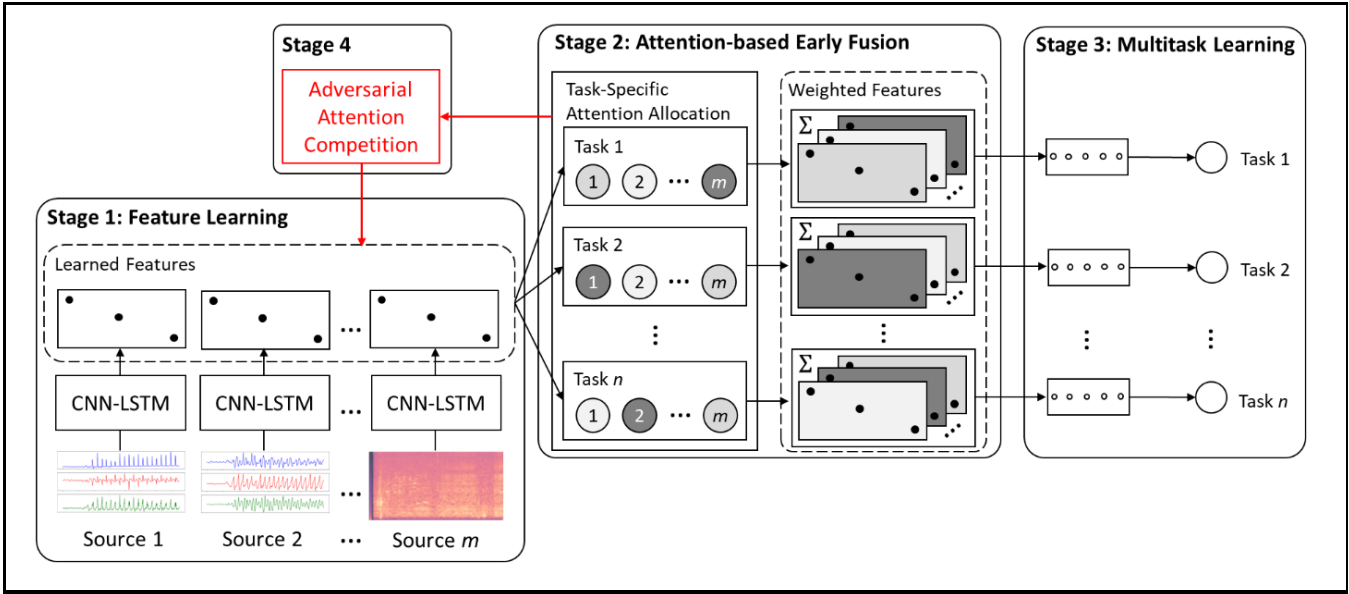 Stage 4
Adversarial
Attention
Competition
Stage 1: Feature Learning
Learned Features
...
CNN-LSTM
CNN-LSTM
...
CNN-LSTM
...
Source 1
Source 2
...
Source m
Stage 2: Attention-based Early Fusion
Task-Specific
Attention Allocation
Task 1
1 2 ... m
Task 2
1 2 ... m
...
Task n
1 2 ... m
Weighted Features
Σ
...
Σ
...
...
Σ
...
Stage 3: Multitask Learning
Task 1
Task 2
...
...
Task n